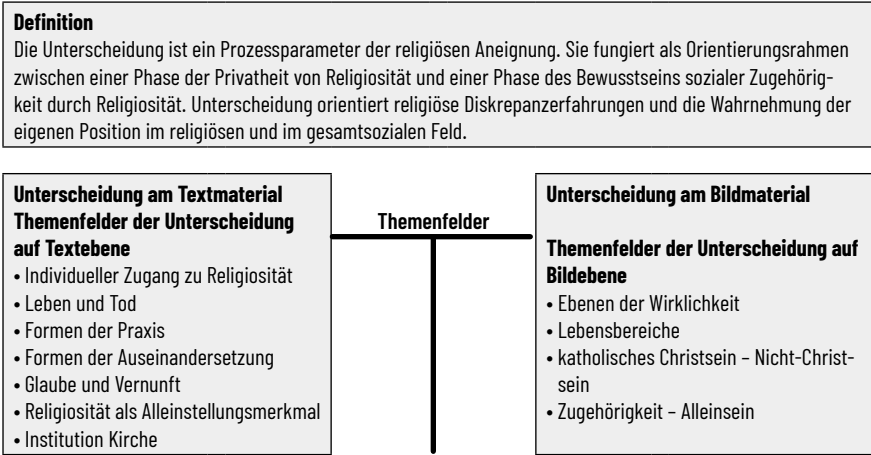 Definition
Die Unterscheidung ist ein Prozessparameter der religiösen Aneignung. Sie fungiert als Orientierungsrahmen
zwischen einer Phase der Privatheit von Religiosität und einer Phase des Bewusstseins sozialer Zugehörig-
keit durch Religiosität. Unterscheidung orientiert religiöse Diskrepanzerfahrungen und die Wahrnehmung der
eigenen Position im religiösen und im gesamtsozialen Feld.
Unterscheidung am Textmaterial
Themenfelder der Unterscheidung
auf Textebene
• Individueller Zugang zu Religiosität
• Leben und Tod
• Formen der Praxis
• Formen der Auseinandersetzung
• Glaube und Vernunft
• Religiosität als Alleinstellungsmerkmal
• Institution Kirche
Themenfelder
Unterscheidung am Bildmaterial
Themenfelder der Unterscheidung auf
Bildebene
• Ebenen der Wirklichkeit
• Lebensbereiche
• katholisches Christsein – Nicht-Christ-
sein
• Zugehörigkeit – Alleinsein